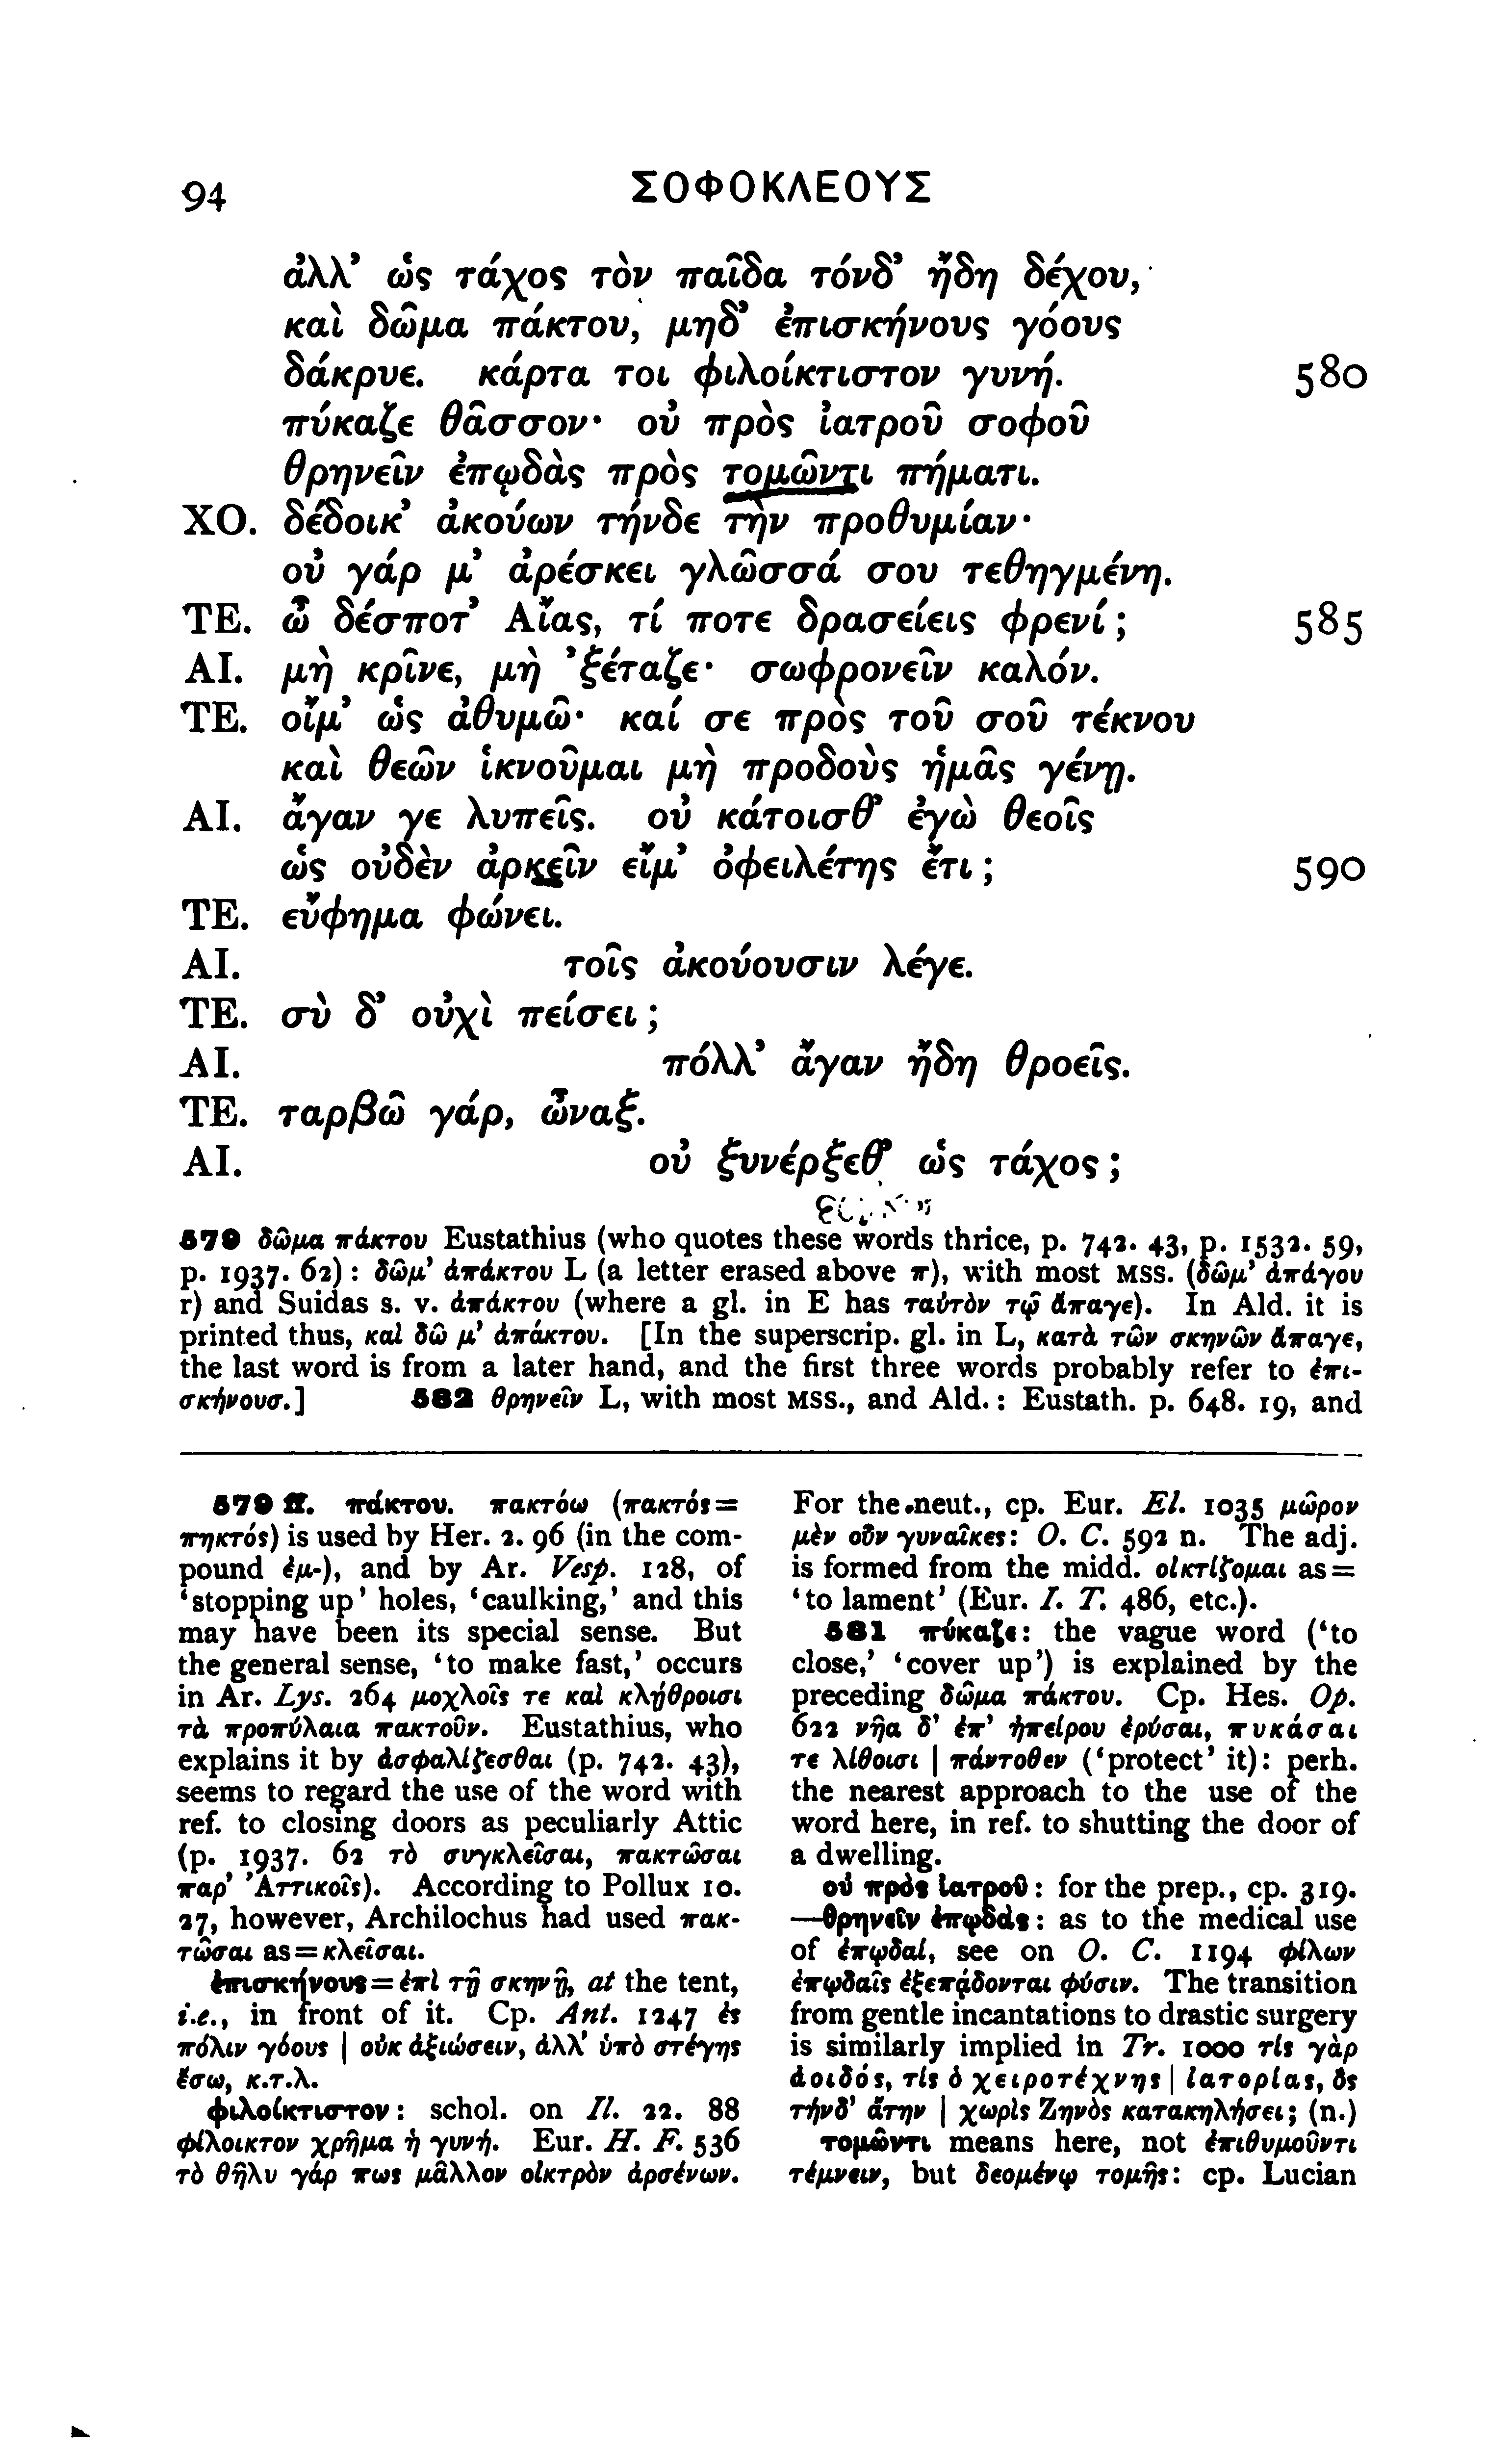 94
ΣΟΦΟΚΛΕΟΥΣ
ἀλλ’ ὡς τάχος τὸν παῖδα τόνδ’ ἤδη δέχου,
καὶ δῶμα πάκτου, μηδ’ ἐπισκήνους γόους
δάκρυε. κάρτα τοι φιλοίκτιστον γυνή. 580
πύκαζε θᾶσσον· οὐ πρὸς ἰατροῦ σοφοῦ
θρηνεῖν ἐπῳδὰς πρὸς τομῶντι πήματι.
ΧΟ. δέδοικ’ ἀκούων τήνδε τὴν προθυμίαν·
οὐ γάρ μ’ ἀρέσκει γλῶσσά σου τεθηγμένη.
ΤΕ. ὦ δέσποτ’ Αἴας, τί ποτε δρασείεις φρενί; 585
ΑΙ. μὴ κρῖνε, μὴ ’ξέταζε· σωφρονεῖν καλόν.
ΤΕ. οἴμ’ ὡς ἀθυμῶ· καί σε πρὸς τοῦ σοῦ τέκνου
καὶ θεῶν ἱκνοῦμαι μὴ προδοὺς ἡμᾶς γένῃ.
ΑΙ. ἄγαν γε λυπεῖς. οὐ κάτοισθ’ ἐγὼ θεοῖς
ὡς οὐδὲν ἀρκεῖν εἴμ’ ὀφειλέτης ἔτι; 590
ΤΕ. εὔφημα φώνει.
ΑΙ. τοῖς ἀκούουσιν λέγε.
ΤΕ. σὺ δ’ οὐχὶ πείσει;
ΑΙ. πόλλ’ ἄγαν ἤδη θροεῖς.
ΤΕ. ταρβῶ γάρ, ὦναξ.
ΑΙ. οὐ ξυνέρξεθ’ ὡς τάχος;
579 δῶμα πάκτου Eustathius (who quotes these words thrice, p. 742. 43, p. 1532. 59,
p. 1937. 62): δῶμ’ ἀπάκτου L (a letter erased above π), with most MSS. (δῶμ’ ἀπάγου
r) and Suidas s. v. ἀπάκτου (where a gl. in E has ταὐτὸν τῷ ἄπαγε). In Ald. it is
printed thus, καὶ δῶ μ’ ἀπάκτου. [In the superscrip. gl. in L, κατὰ τῶν σκηνῶν ἄπαγε,
the last word is from a later hand, and the first three words probably refer to ἐπι-
σκήνουσ.] 582 θρηνεῖν L, with most MSS., and Ald.: Eustath. p. 648. 19, and
579 ff. πάκτου. πακτόω (πακτός=
πηκτός) is used by Her. 2. 96 (in the com-
pound ἐμ-), and by Ar. Vesp. 128, of
‘stopping up’ holes, ‘caulking,’ and this
may have been its special sense. But
the general sense, ‘to make fast,’ occurs
in Ar. Lys. 264 μοχλοῖς τε καὶ κλῄθροισι
τὰ προπύλαια πακτοῦν. Eustathius, who
explains it by ἀσφαλίζεσθαι (p. 742. 43),
seems to regard the use of the word with
ref. to closing doors as peculiarly Attic
(p. 1937. 62 τὸ συγκλεῖσαι, πακτῶσαι
παρ’ Ἀττικοῖς). According to Pollux 10.
27, however, Archilochus had used πακ-
τῶσαι as=κλεῖσαι.
ἐπισκήνους=ἐπὶ τῇ σκηνῇ, at the tent,
i.e., in front of it. Cp. Ant. 1247 ἐς
πόλιν γόους | οὐκ ἀξιώσειν, ἀλλ’ ὑπὸ στέγης
ἔσω, κ.τ.λ.
φιλοίκτιστον: schol. on Il. 22. 88
φίλοικτον χρῆμα ἡ γυνή. Eur. H. F. 536
τὸ θῆλυ γάρ πως μᾶλλον οἰκτρὸν ἀρσένων.
For the neut., cp. Eur. El. 1035 μῶρον
μὲν οὖν γυναῖκες: O. C. 592 n. The adj.
is formed from the midd. οἰκτίζομαι as=
‘to lament’ (Eur. I. T. 486, etc.).
581 πύκαζε: the vague word (‘to
close,’ ‘cover up’) is explained by the
preceding δῶμα πάκτου. Cp. Hes. Op.
622 νῆα δ’ ἐπ’ ἠπείρου ἐρύσαι, πυκάσαι
τε λίθοισι | πάντοθεν (‘protect’ it): perh.
the nearest approach to the use of the
word here, in ref. to shutting the door of
a dwelling.
οὐ πρὸς ἰατροῦ: for the prep., cp. 319.
—θρηνεῖν ἐπῳδάς: as to the medical use
of ἐπῳδαί, see on O. C. 1194 φίλων
ἐπῳδαῖς ἐξεπᾴδονται φύσιν. The transition
from gentle incantations to drastic surgery
is similarly implied in Tr. 1000 τίς γὰρ
ἀοιδός, τίς ὁ χειροτέχνης | ἰατορίας, ὃς
τήνδ’ ἄτην | χωρὶς Ζηνὸς κατακηλήσει; (n.)
τομῶντι means here, not ἐπιθυμοῦντι
τέμνειν, but δεομένῳ τομῆς: cp. Lucian